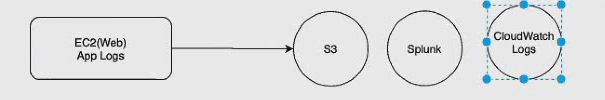 EC2(Web)
App Logs
S3
Splunk
CloudWatch
Logs